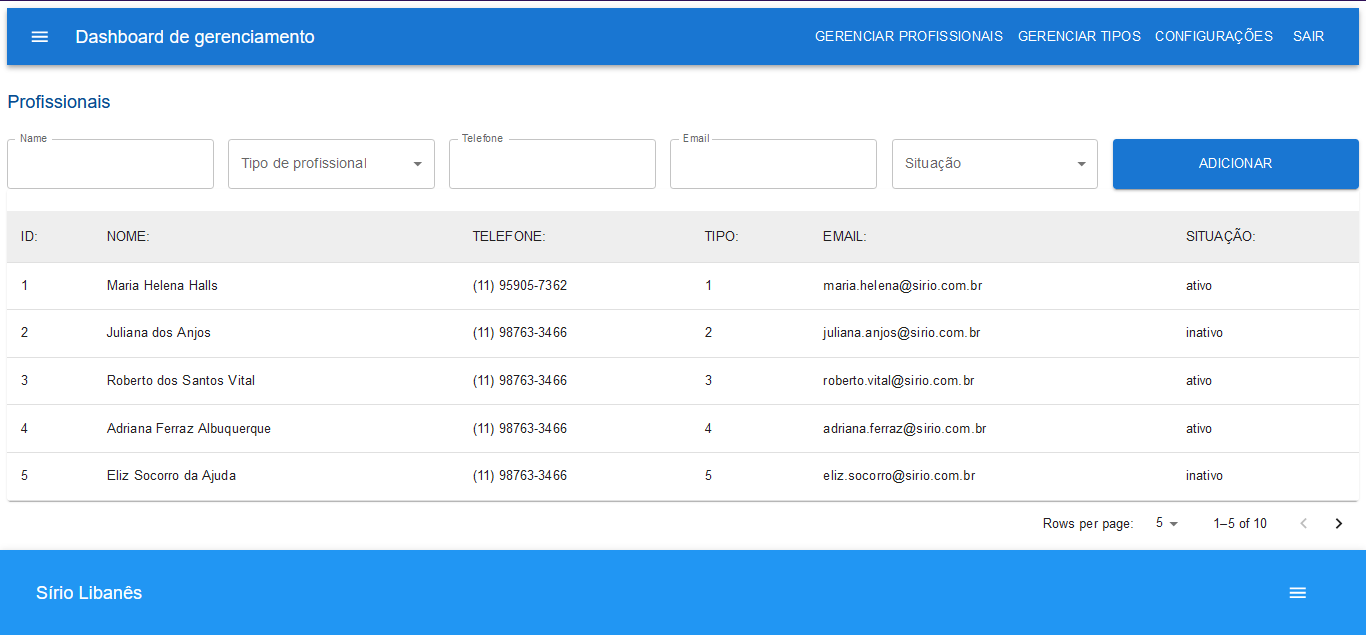 Dashboard de gerenciamento GERENCIAR PROFISSIONAIS GERENCIAR TIPOS CONFIGURAÇÕES SAIR
Profissionais
Name Telefone Email
Tipo de profissional Situação ADICIONAR
ID: NOME: TELEFONE: TIPO: EMAIL: SITUAÇÃO:
1 Maria Helena Halls (11) 95905-7362 1 maria.helena@sirio.com.br ativo
2 Juliana dos Anjos (11) 98763-3466 2 juliana.anjos@sirio.com.br inativo
3 Roberto dos Santos Vital (11) 98763-3466 3 roberto.vital@sirio.com.br ativo
4 Adriana Ferraz Albuquerque (11) 98763-3466 4 adriana.ferraz@sirio.com.br ativo
5 Eliz Socorro da Ajuda (11) 98763-3466 5 eliz.socorro@sirio.com.br inativo
Rows per page: 5 1–5 of 10
Sírio Libanês